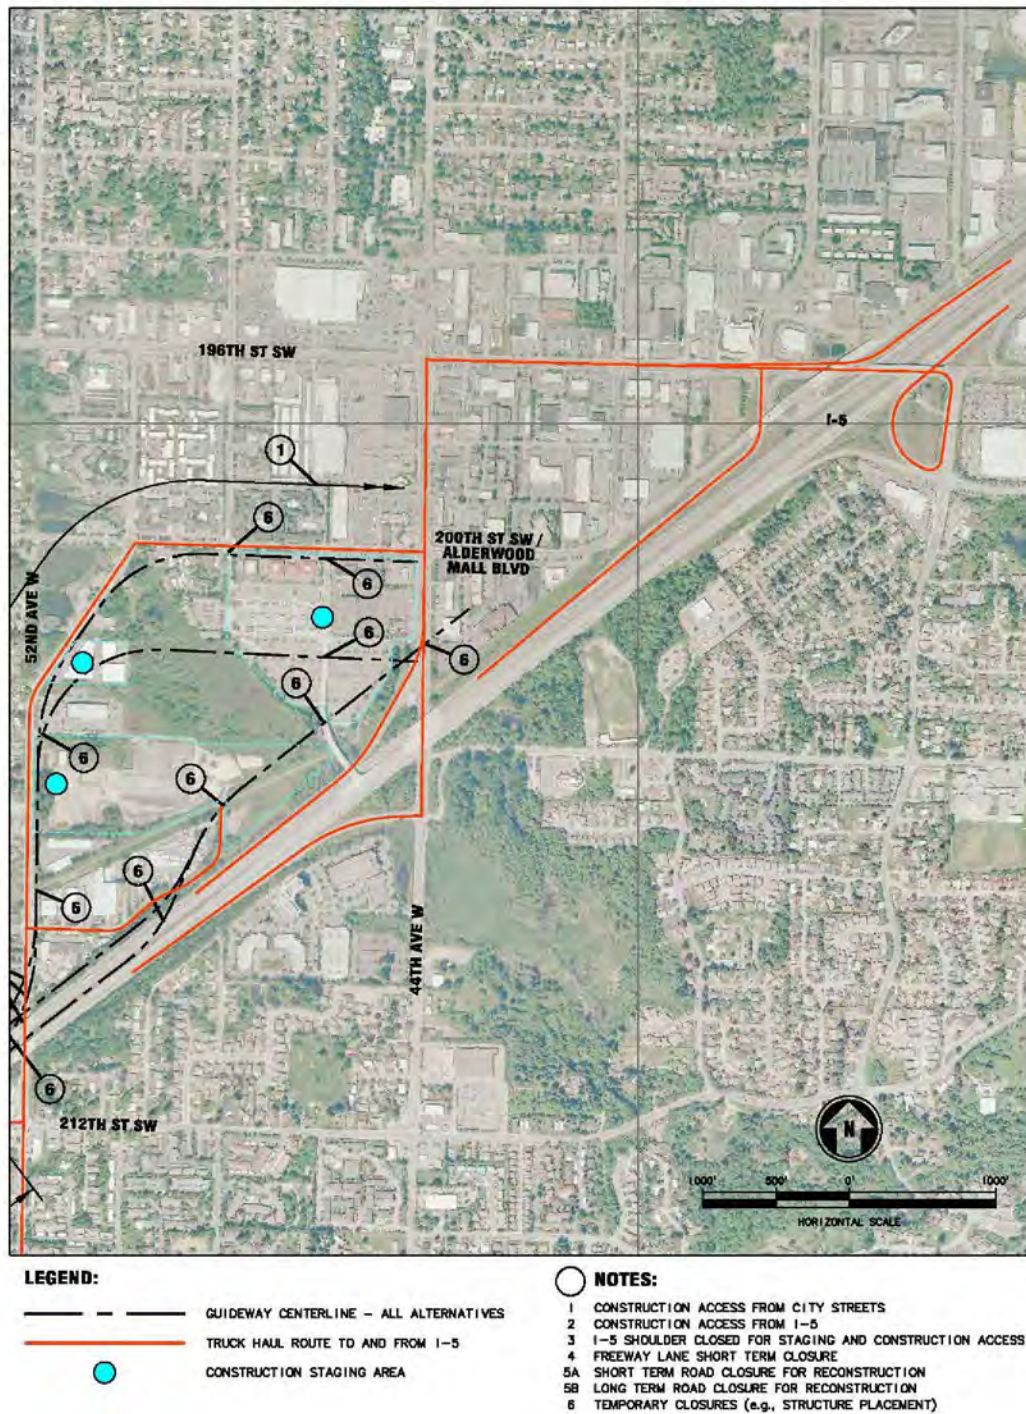 196TH ST SW
1
6
200TH ST SW /
ALDERWOOD
MALL BLVD
I-5
6
52ND AVE W
6
6
6
6
6
6
5
44TH AVE W
6
212TH ST SW
N
1000' 500' 0' 1000'
HORIZONTAL SCALE
LEGEND:
GUIDEWAY CENTERLINE - ALL ALTERNATIVES
TRUCK HAUL ROUTE TO AND FROM I-5
CONSTRUCTION STAGING AREA
NOTES:
1 CONSTRUCTION ACCESS FROM CITY STREETS
2 CONSTRUCTION ACCESS FROM I-5
3 I-5 SHOULDER CLOSED FOR STAGING AND CONSTRUCTION ACCESS
4 FREEWAY LANE SHORT TERM CLOSURE
5A SHORT TERM ROAD CLOSURE FOR RECONSTRUCTION
5B LONG TERM ROAD CLOSURE FOR RECONSTRUCTION
6 TEMPORARY CLOSURES (e.g., STRUCTURE PLACEMENT)